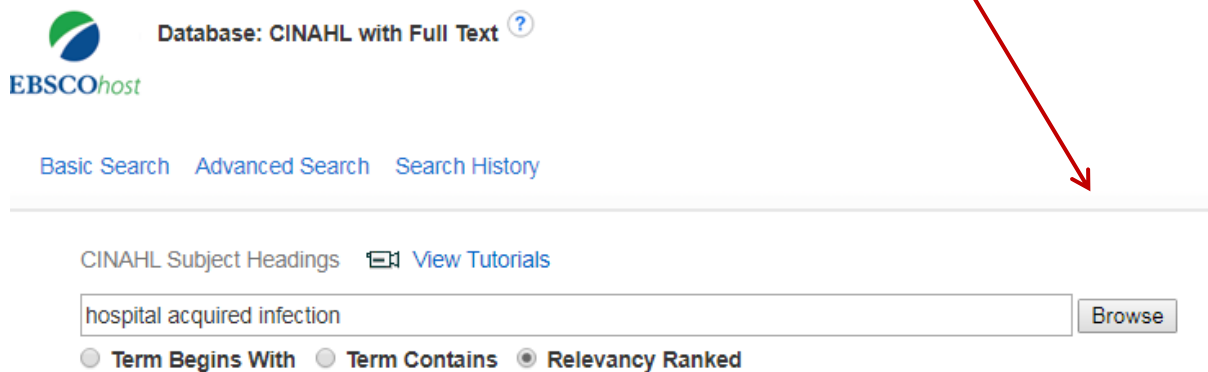 Database: CINAHL with Full Text ?
EBSCOhost
Basic Search Advanced Search Search History
CINAHL Subject Headings View Tutorials
hospital acquired infection Browse
Term Begins With Term Contains Relevancy Ranked